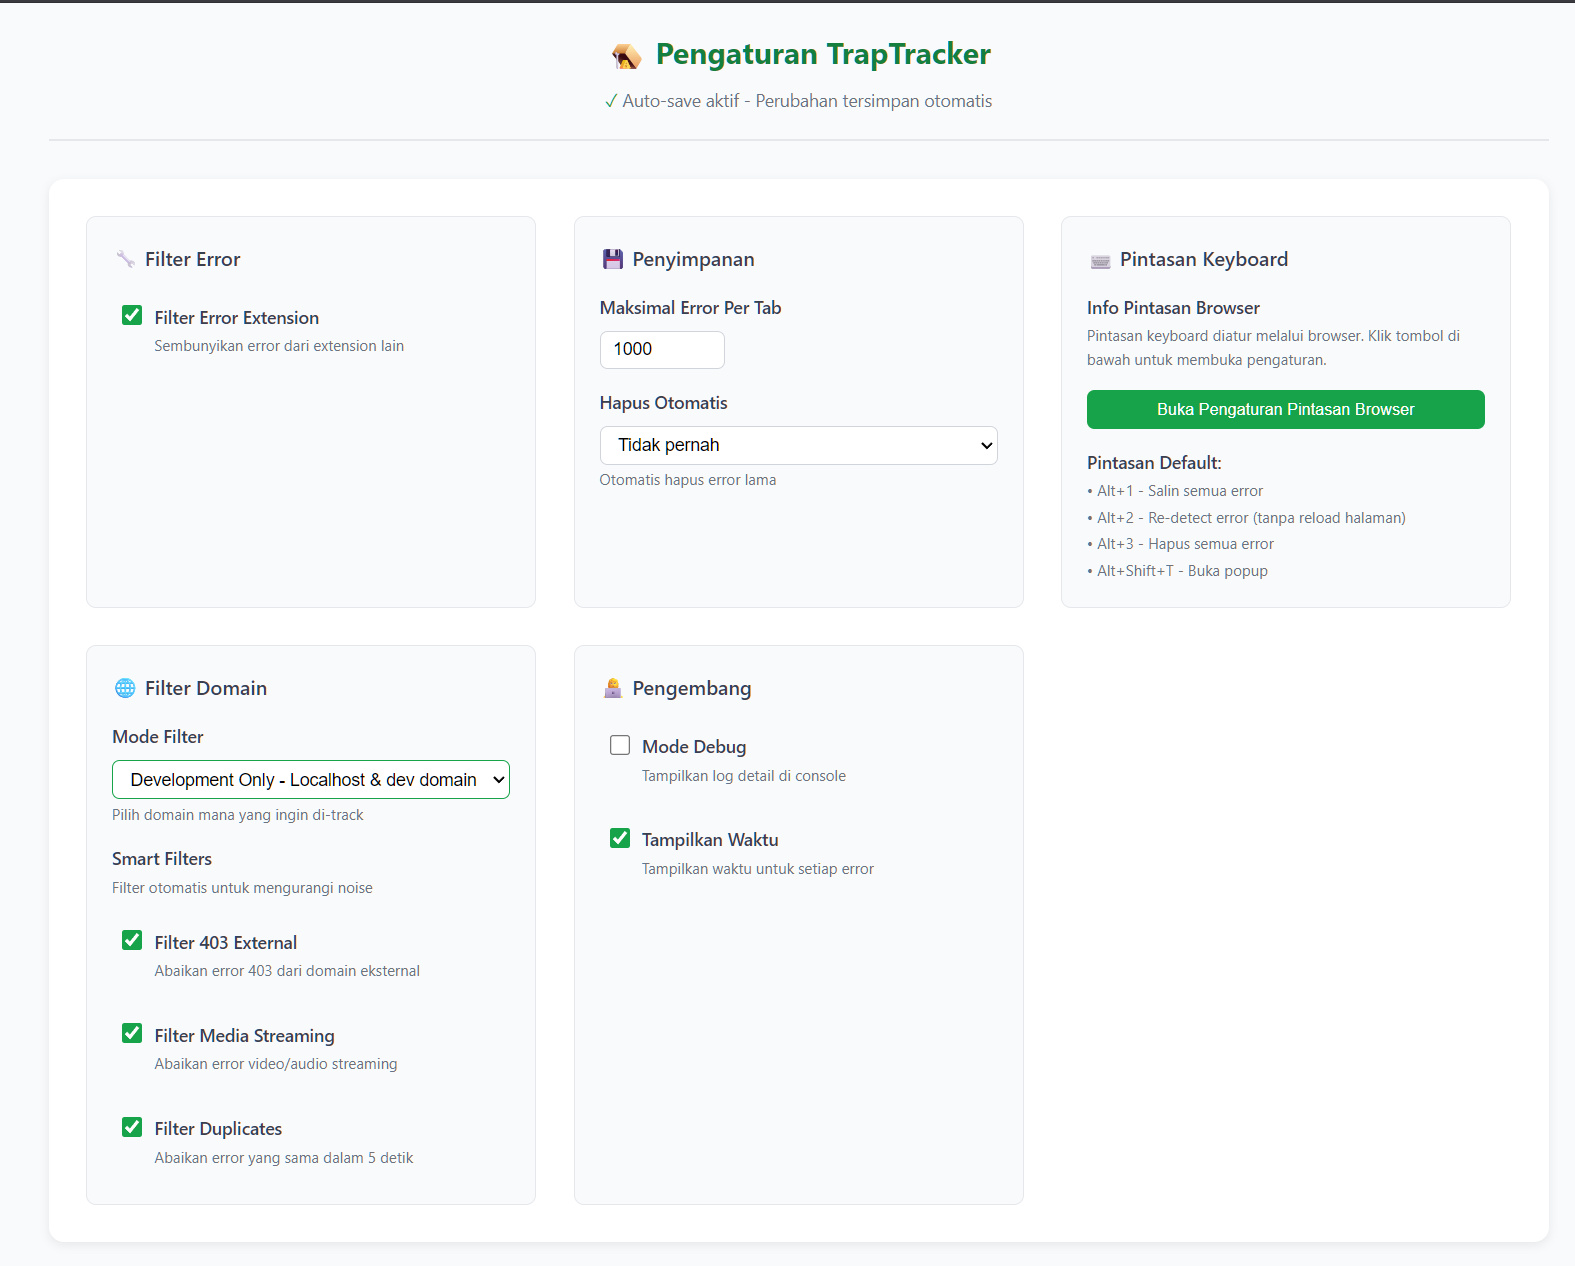 Pengaturan TrapTracker
✓ Auto-save aktif - Perubahan tersimpan otomatis
Filter Error
Filter Error Extension
Sembunyikan error dari extension lain
Penyimpanan
Maksimal Error Per Tab
1000
Hapus Otomatis
Tidak pernah
Otomatis hapus error lama
Pintasan Keyboard
Info Pintasan Browser
Pintasan keyboard diatur melalui browser. Klik tombol di
bawah untuk membuka pengaturan.
Buka Pengaturan Pintasan Browser
Pintasan Default:
• Alt+1 - Salin semua error
• Alt+2 - Re-detect error (tanpa reload halaman)
• Alt+3 - Hapus semua error
• Alt+Shift+T - Buka popup
Filter Domain
Mode Filter
Development Only - Localhost & dev domain
Pilih domain mana yang ingin di-track
Smart Filters
Filter otomatis untuk mengurangi noise
Filter 403 External
Abaikan error 403 dari domain eksternal
Filter Media Streaming
Abaikan error video/audio streaming
Filter Duplicates
Abaikan error yang sama dalam 5 detik
Pengembang
Mode Debug
Tampilkan log detail di console
Tampilkan Waktu
Tampilkan waktu untuk setiap error